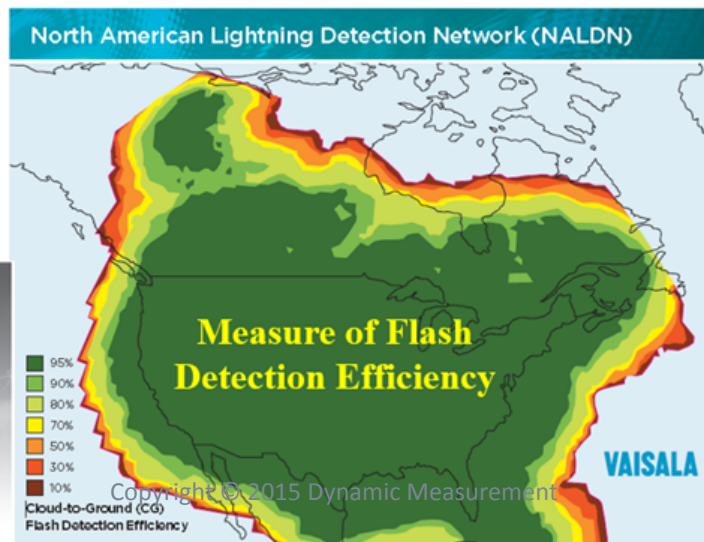 North American Lightning Detection Network (NALDN)
Measure of Flash
Detection Efficiency
95%
90%
80%
70%
50%
30%
10%
VAISALA
Copyright © 2015 Dynamic Measurement
Cloud-to-Ground (CG)
Flash Detection Efficiency